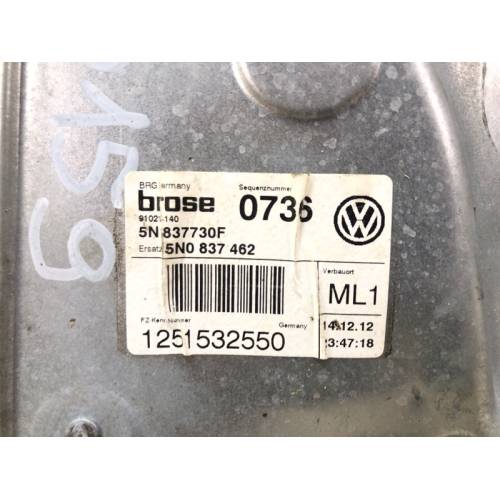 159
BRG Germany
Sequenznummer
brose 0736
91021-140
5N 837730F
Ersatz 5N0 837 462
Verbauort
ML1
FZ-Kennnummer
Germany
1251532550
14.12.12
23:47:18